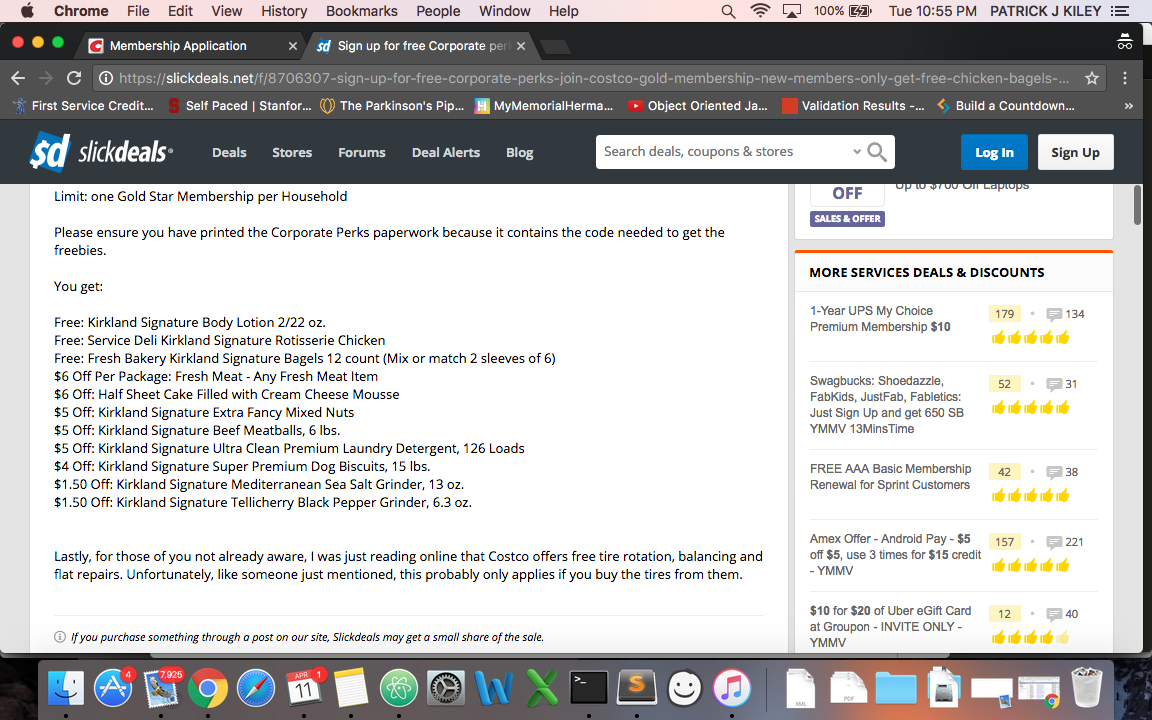 Chrome File Edit View History Bookmarks People Window Help 100% Tue 10:55 PM PATRICK J KILEY
Membership Application
Sign up for free Corporate per
https://slickdeals.net/f/8706307-sign-up-for-free-corporate-perks-join-costco-gold-membership-new-members-only-get-free-chicken-bagels-...
First Service Credit... Self Paced | Stanfor... The Parkinson's Pip... MyMemorialHerma... Object Oriented Ja... Validation Results -... Build a Countdown... »
sd slickdeals Deals Stores Forums Deal Alerts Blog Search deals, coupons & stores Log In Sign Up
Limit: one Gold Star Membership per Household
Please ensure you have printed the Corporate Perks paperwork because it contains the code needed to get the
freebies.
You get:
Free: Kirkland Signature Body Lotion 2/22 oz.
Free: Service Deli Kirkland Signature Rotisserie Chicken
Free: Fresh Bakery Kirkland Signature Bagels 12 count (Mix or match 2 sleeves of 6)
$6 Off Per Package: Fresh Meat - Any Fresh Meat Item
$6 Off: Half Sheet Cake Filled with Cream Cheese Mousse
$5 Off: Kirkland Signature Extra Fancy Mixed Nuts
$5 Off: Kirkland Signature Beef Meatballs, 6 lbs.
$5 Off: Kirkland Signature Ultra Clean Premium Laundry Detergent, 126 Loads
$4 Off: Kirkland Signature Super Premium Dog Biscuits, 15 lbs.
$1.50 Off: Kirkland Signature Mediterranean Sea Salt Grinder, 13 oz.
$1.50 Off: Kirkland Signature Tellicherry Black Pepper Grinder, 6.3 oz.
Lastly, for those of you not already aware, I was just reading online that Costco offers free tire rotation, balancing and
flat repairs. Unfortunately, like someone just mentioned, this probably only applies if you buy the tires from them.
If you purchase something through a post on our site, Slickdeals may get a small share of the sale.
Up to $700 Off Laptops
OFF
SALES & OFFER
MORE SERVICES DEALS & DISCOUNTS
1-Year UPS My Choice 179 134
Premium Membership $10
Swagbucks: Shoedazzle, 52 31
FabKids, JustFab, Fabletics:
Just Sign Up and get 650 SB
YMMV 13MinsTime
FREE AAA Basic Membership 42 38
Renewal for Sprint Customers
Amex Offer - Android Pay - $5 157 221
off $5, use 3 times for $15 credit
- YMMV
$10 for $20 of Uber eGift Card 12 40
at Groupon - INVITE ONLY -
YMMV
4 7,925 APR 11 1 W X >_ S XML PDF